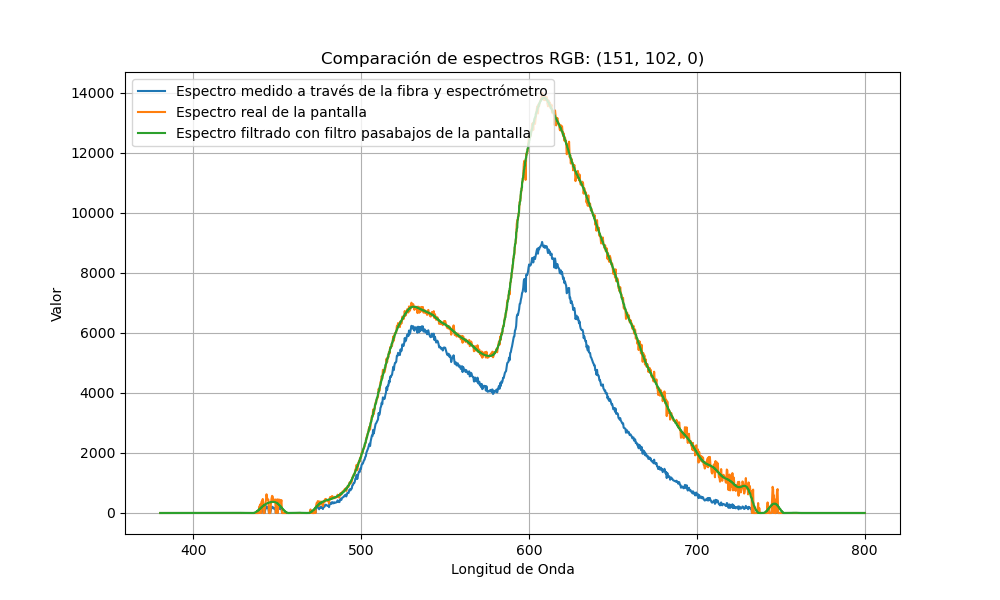 Comparación de espectros RGB: (151, 102, 0)
Espectro medido a través de la fibra y espectrómetro
Espectro real de la pantalla
Espectro filtrado con filtro pasabajos de la pantalla
14000
12000
10000
8000
6000
4000
2000
0
Valor
400
500
600
700
800
Longitud de Onda